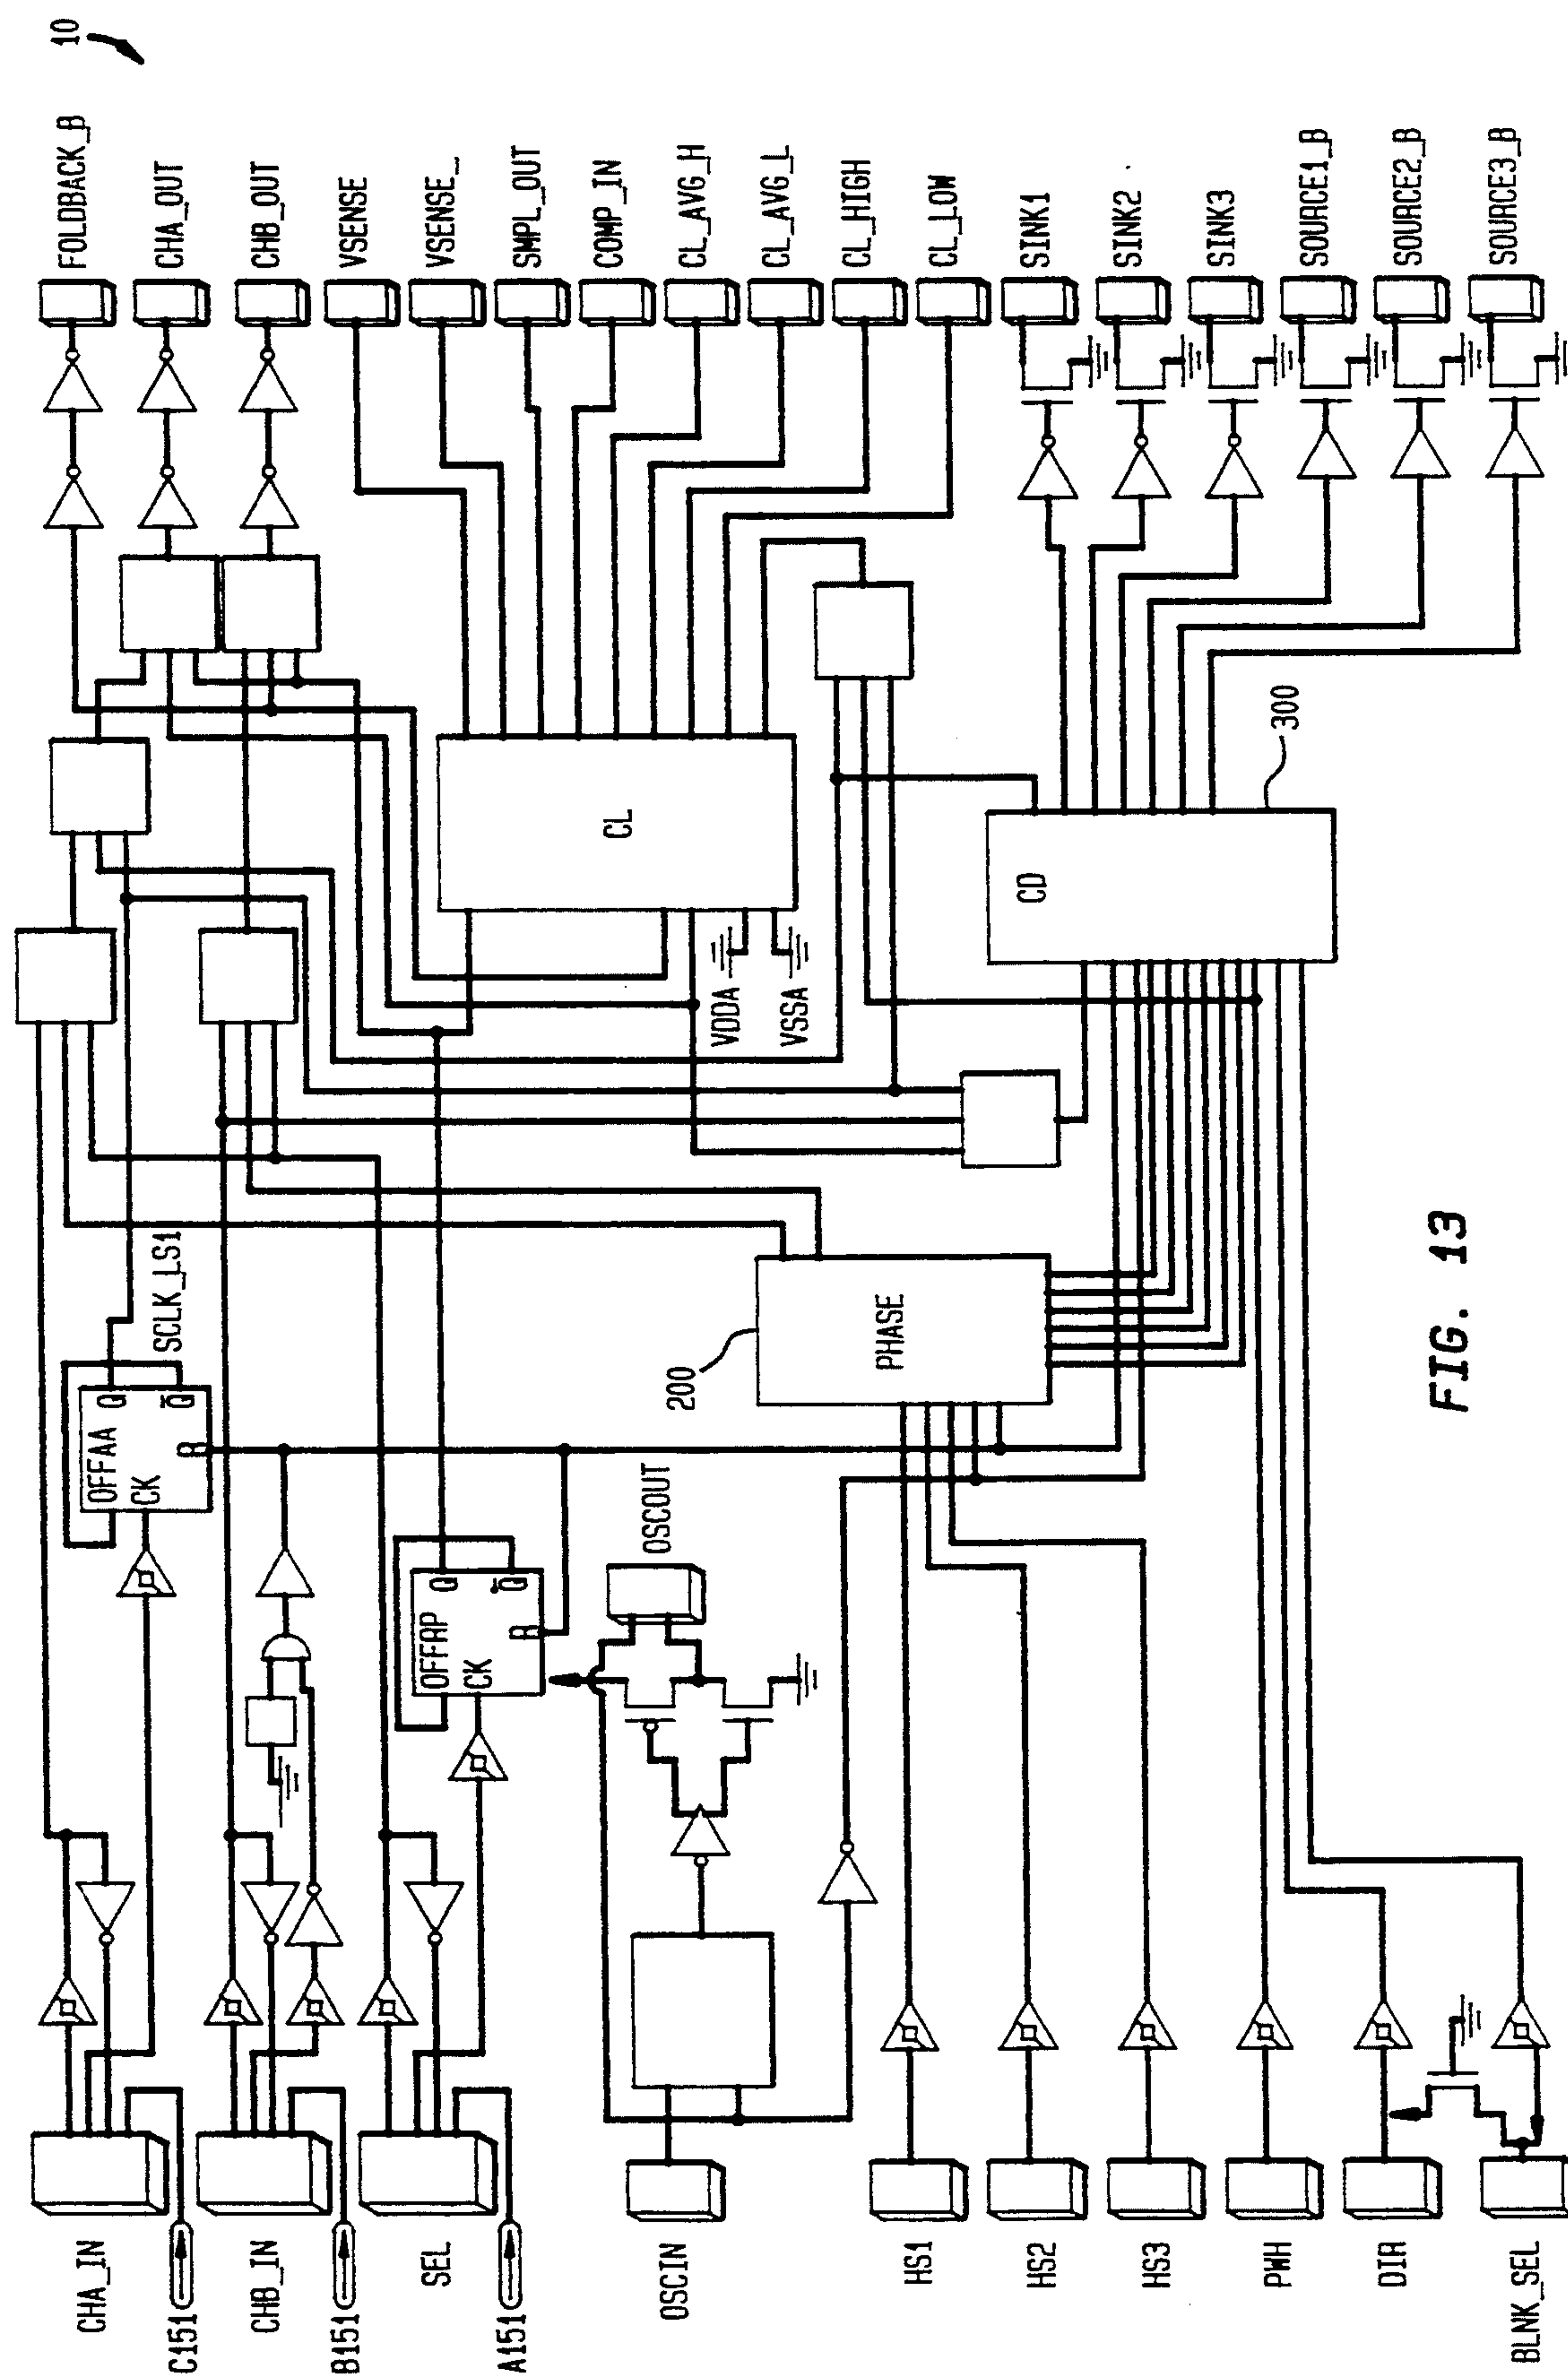 10
FOLDBACK_B
CHA_OUT
CHB_OUT
VSENSE
VSENSE_
SMPL_OUT
COMP_IN
CL_AVG_H
CL_AVG_L
CL_HIGH
CL_LOW
SINK1
SINK2
SINK3
SOURCE1_B
SOURCE2_B
SOURCE3_B
CL
VDDA
VSSA
CD
300
PHASE
200
SCLK_LS1
OFFAA
CK
Q
Q
R
OFFAP
CK
Q
Q
R
OSCOUT
CHA_IN
C151
CHB_IN
B151
SEL
A151
OSCIN
HS1
HS2
HS3
PWM
DIR
BLNK_SEL
FIG. 13